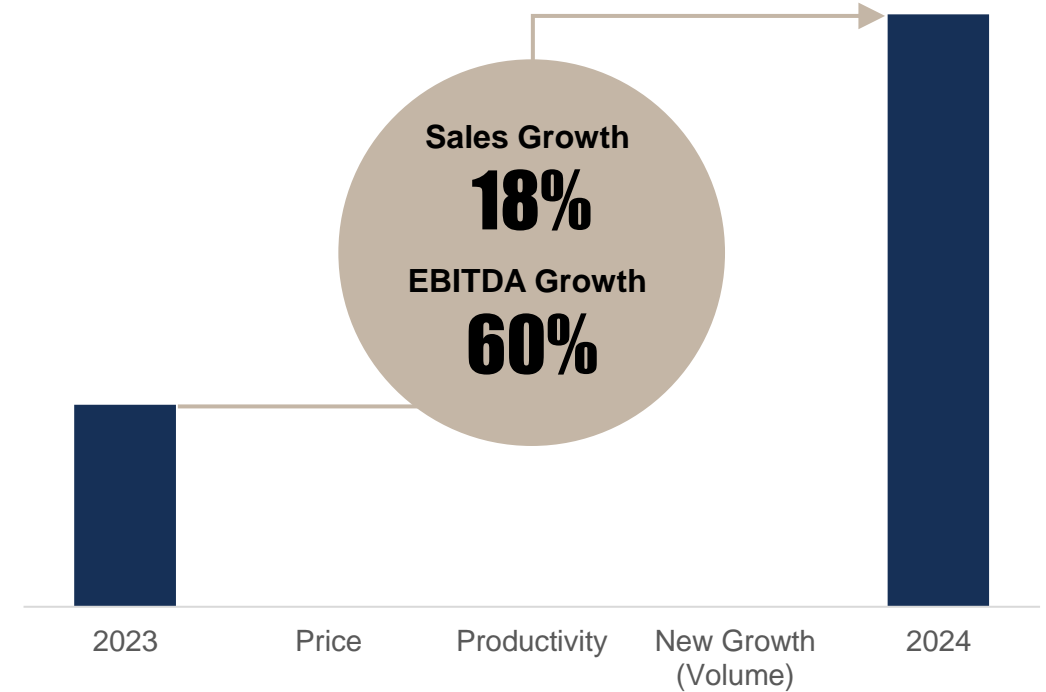 Sales Growth
18%
EBITDA Growth
60%
2023
Price
Productivity
New Growth
(Volume)
2024